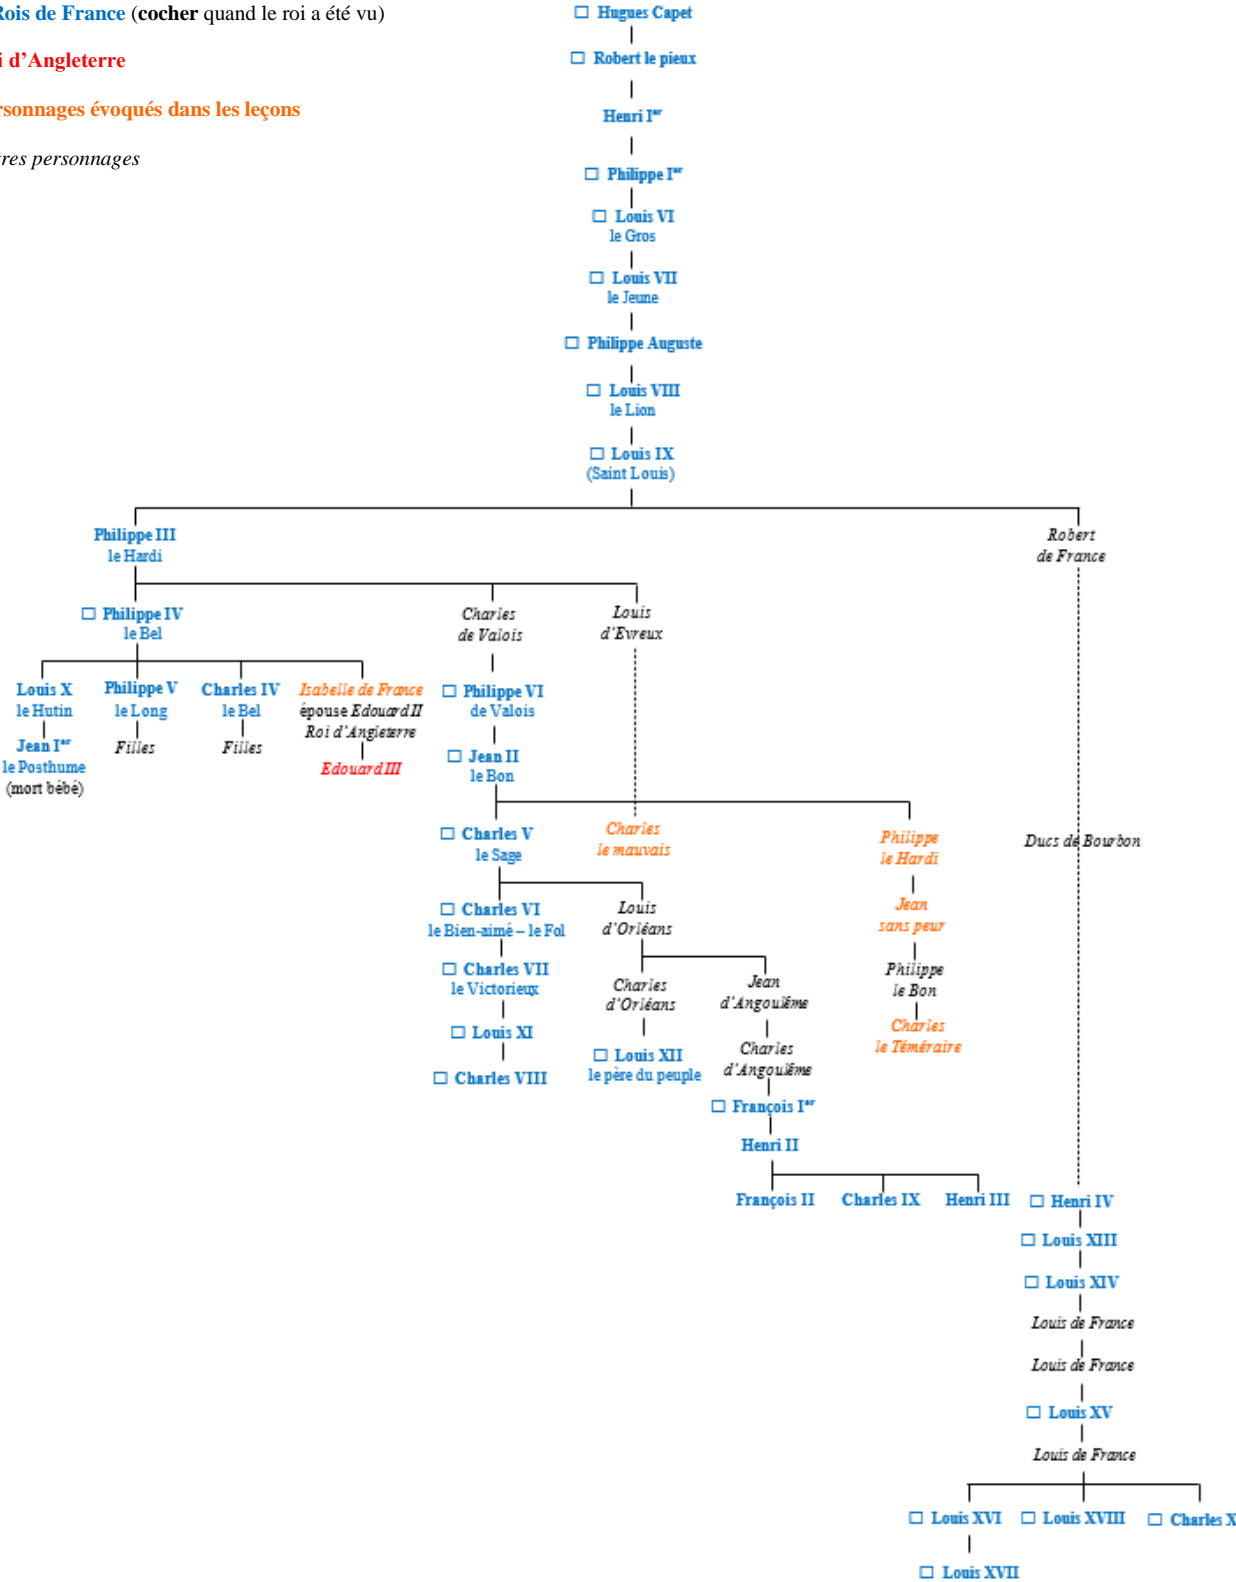 Rois de France (cocher quand le roi a été vu)
i d'Angleterre
rsonnages évoqués dans les leçons
tres personnages
☐ Hugues Capet
☐ Robert le pieux
Henri Iᵉʳ
☐ Philippe Iᵉʳ
☐ Louis VI
le Gros
☐ Louis VII
le Jeune
☐ Philippe Auguste
☐ Louis VIII
le Lion
☐ Louis IX
(Saint Louis)
Philippe III
le Hardi
Robert
de France
☐ Philippe IV
le Bel
Charles
de Valois
Louis
d'Evreux
Louis X
le Hutin
Philippe V
le Long
Charles IV
le Bel
Isabelle de France
épouse Edouard II
Roi d'Angleterre
☐ Philippe VI
de Valois
Jean Iᵉʳ
le Posthume
(mort bébé)
Filles
Filles
Edouard III
☐ Jean II
le Bon
☐ Charles V
le Sage
Charles
le mauvais
Philippe
le Hardi
Ducs de Bourbon
☐ Charles VI
le Bien-aimé – le Fol
Louis
d'Orléans
Jean
sans peur
☐ Charles VII
le Victorieux
Charles
d'Orléans
Jean
d'Angoulême
Philippe
le Bon
☐ Louis XI
☐ Louis XII
le père du peuple
Charles
d'Angoulême
Charles
le Téméraire
☐ Charles VIII
☐ François Iᵉʳ
Henri II
François II
Charles IX
Henri III
☐ Henri IV
☐ Louis XIII
☐ Louis XIV
Louis de France
Louis de France
☐ Louis XV
Louis de France
☐ Louis XVI
☐ Louis XVIII
☐ Charles X
☐ Louis XVII